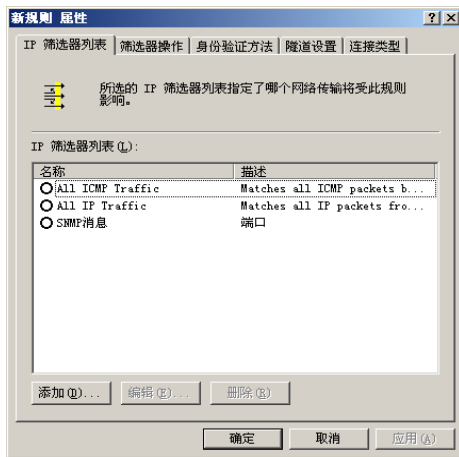 新规则 属性
IP 筛选器列表 筛选器操作 身份验证方法 隧道设置 连接类型
所选的 IP 筛选器列表指定了哪个网络传输将受此规则
影响。
IP 筛选器列表(L):
名称 描述
All ICMP Traffic Matches all ICMP packets b...
All IP Traffic Matches all IP packets fro...
SNMP消息 端口
添加(D)... 编辑(E)... 删除(R)
确定 取消 应用(A)